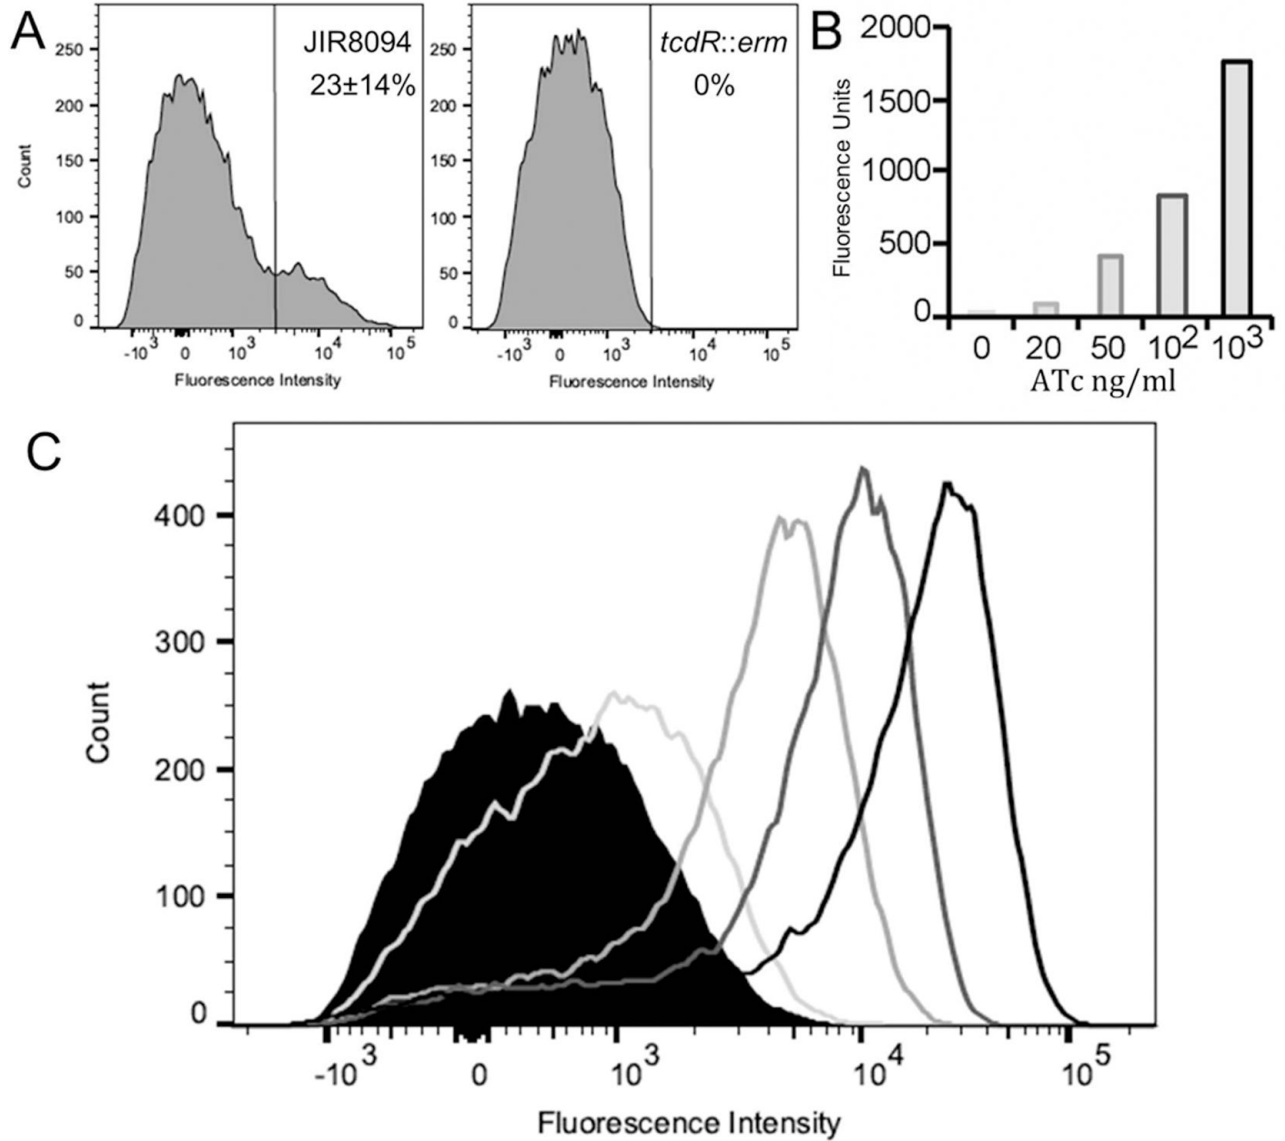 A
JIR8094
23±14%
250
200
150
100
50
0
Count
-10³ 0 10³ 10⁴ 10⁵
Fluorescence Intensity
tcdR::erm
0%
250
200
150
100
50
0
-10³ 0 10³ 10⁴ 10⁵
Fluorescence Intensity
B
2000
1500
1000
500
0
Fluorescence Units
0 20 50 10² 10³
ATc ng/ml
C
400
300
200
100
0
Count
-10³ 0 10³ 10⁴ 10⁵
Fluorescence Intensity